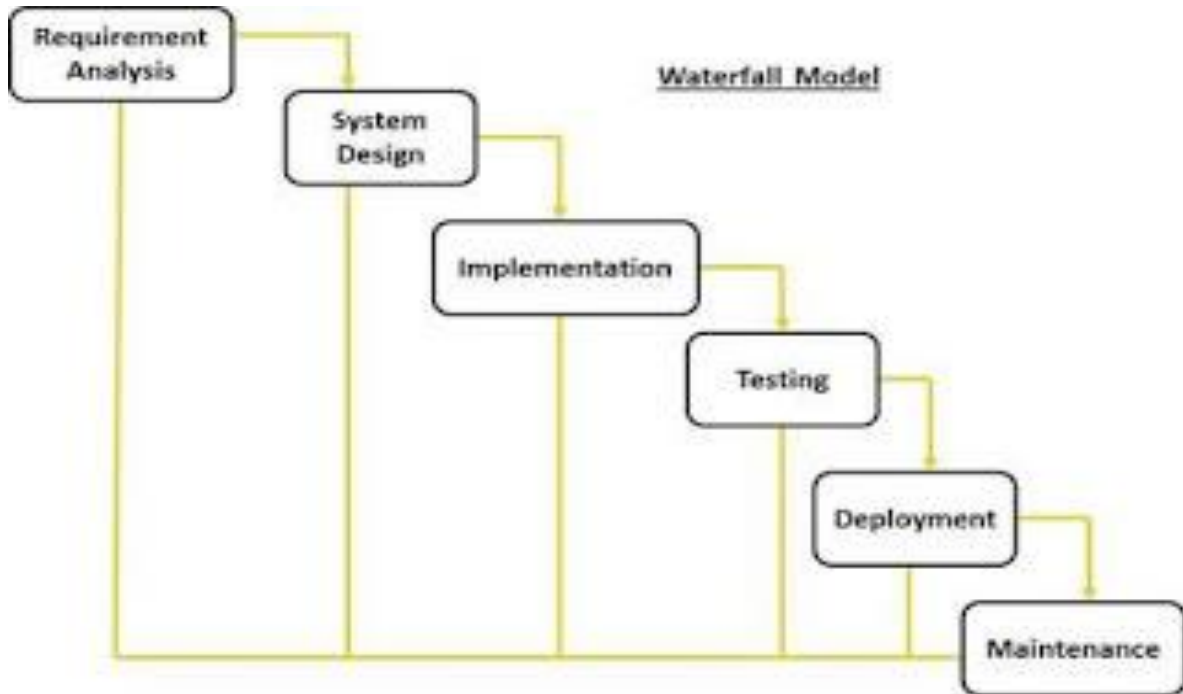 Requirement
Analysis
Waterfall Model
System
Design
Implementation
Testing
Deployment
Maintenance